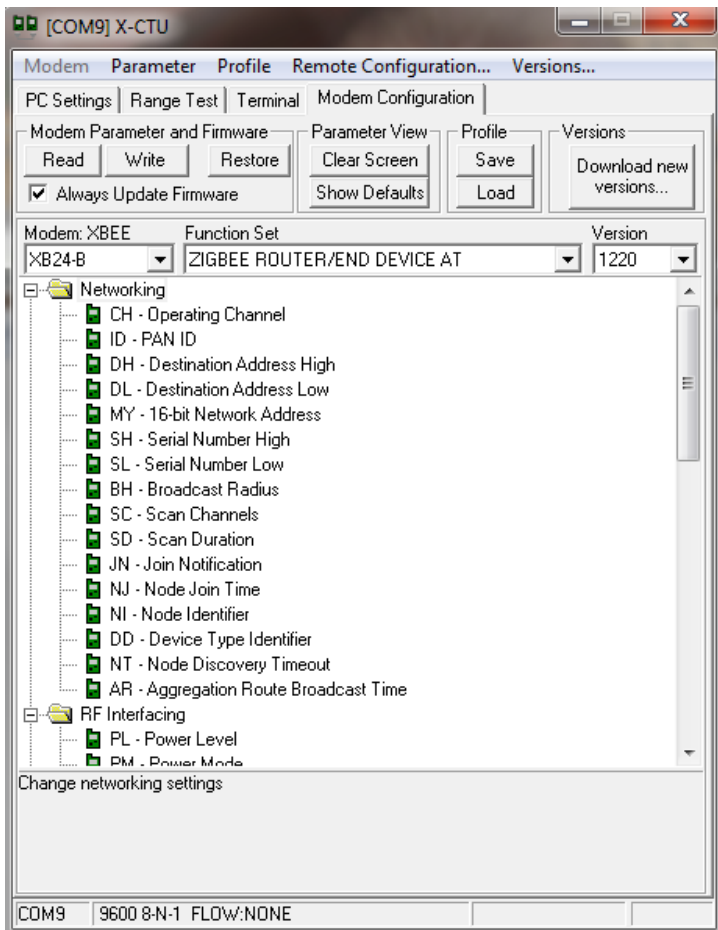 [COM9] X-CTU
Modem Parameter Profile Remote Configuration... Versions...
PC Settings Range Test Terminal Modem Configuration
Modem Parameter and Firmware Parameter View Profile Versions
Read Write Restore Clear Screen Save Download new versions...
Always Update Firmware Show Defaults Load
Modem: XBEE Function Set Version
XB24-B ZIGBEE ROUTER/END DEVICE AT 1220
Networking
CH - Operating Channel
ID - PAN ID
DH - Destination Address High
DL - Destination Address Low
MY - 16-bit Network Address
SH - Serial Number High
SL - Serial Number Low
BH - Broadcast Radius
SC - Scan Channels
SD - Scan Duration
JN - Join Notification
NJ - Node Join Time
NI - Node Identifier
DD - Device Type Identifier
NT - Node Discovery Timeout
AR - Aggregation Route Broadcast Time
RF Interfacing
PL - Power Level
PM - Power Mode
Change networking settings
COM9 9600 8-N-1 FLOW:NONE